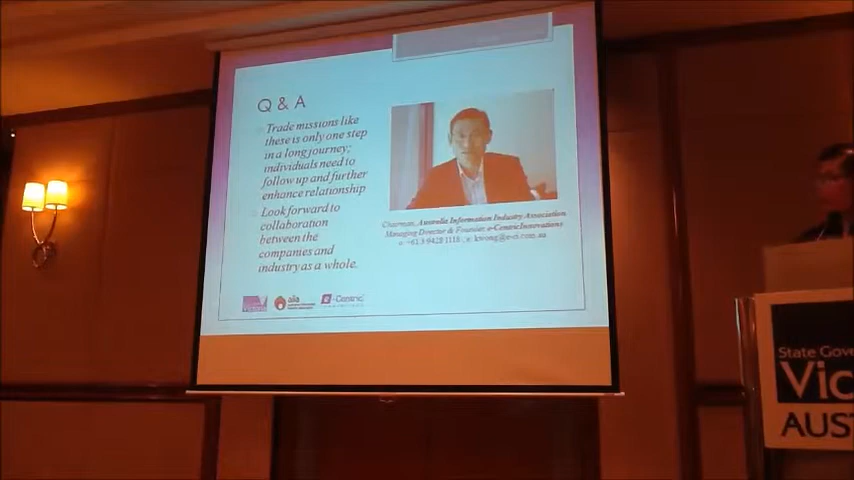 Q & A
Trade missions like
these is only one step
in a long journey;
individuals need to
follow up and further
enhance relationship
Look forward to
collaboration
between the
companies and
industry as a whole.
Chairman, Australia Information Industry Association
Managing Director & Founder, e-Centric Innovations
aiia
e-Centric
State Gove
Vic
AUST